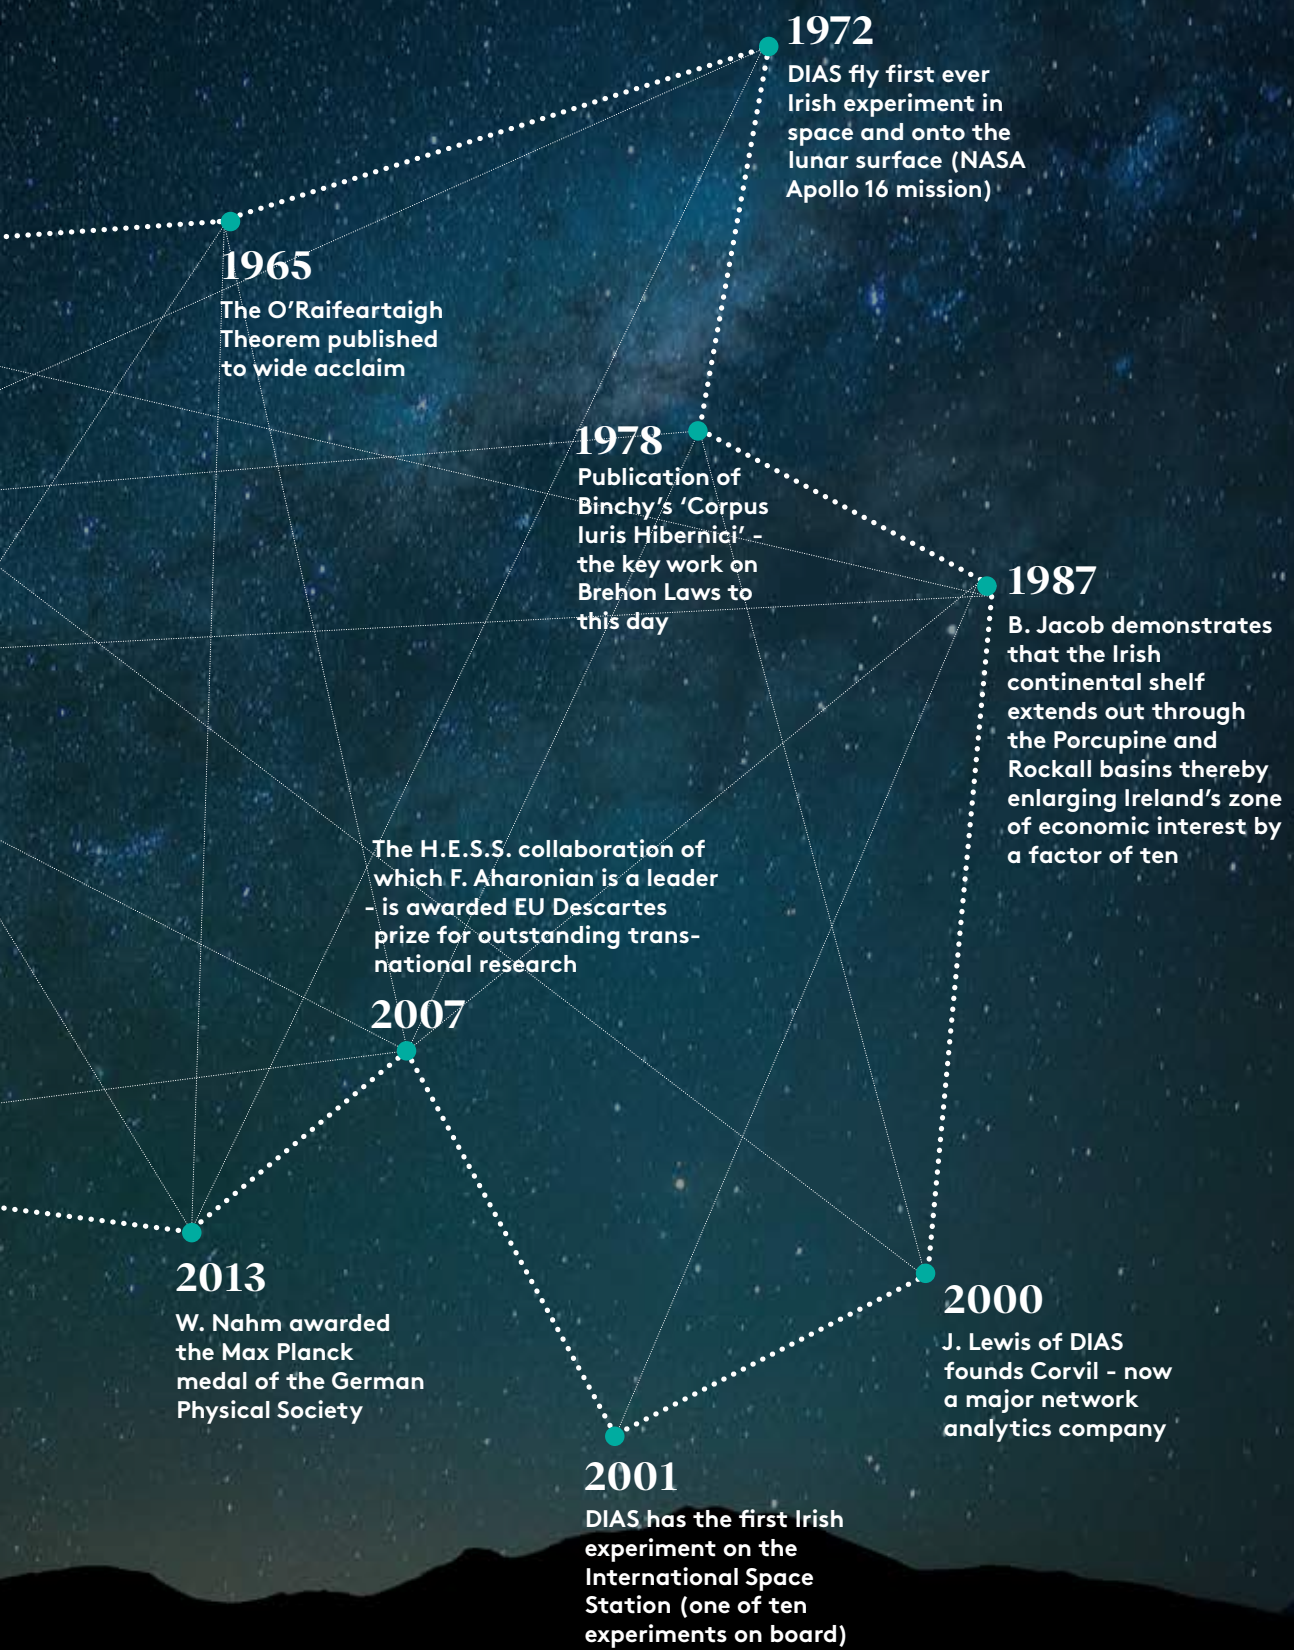 1972
DIAS fly first ever
Irish experiment in
space and onto the
lunar surface (NASA
Apollo 16 mission)
1965
The O'Raifeartaigh
Theorem published
to wide acclaim
1978
Publication of
Binchy's 'Corpus
Iuris Hibernici' -
the key work on
Brehon Laws to
this day
1987
B. Jacob demonstrates
that the Irish
continental shelf
extends out through
the Porcupine and
Rockall basins thereby
enlarging Ireland's zone
of economic interest by
a factor of ten
The H.E.S.S. collaboration of
which F. Aharonian is a leader
- is awarded EU Descartes
prize for outstanding trans-
national research
2007
2013
W. Nahm awarded
the Max Planck
medal of the German
Physical Society
2000
J. Lewis of DIAS
founds Corvil - now
a major network
analytics company
2001
DIAS has the first Irish
experiment on the
International Space
Station (one of ten
experiments on board)